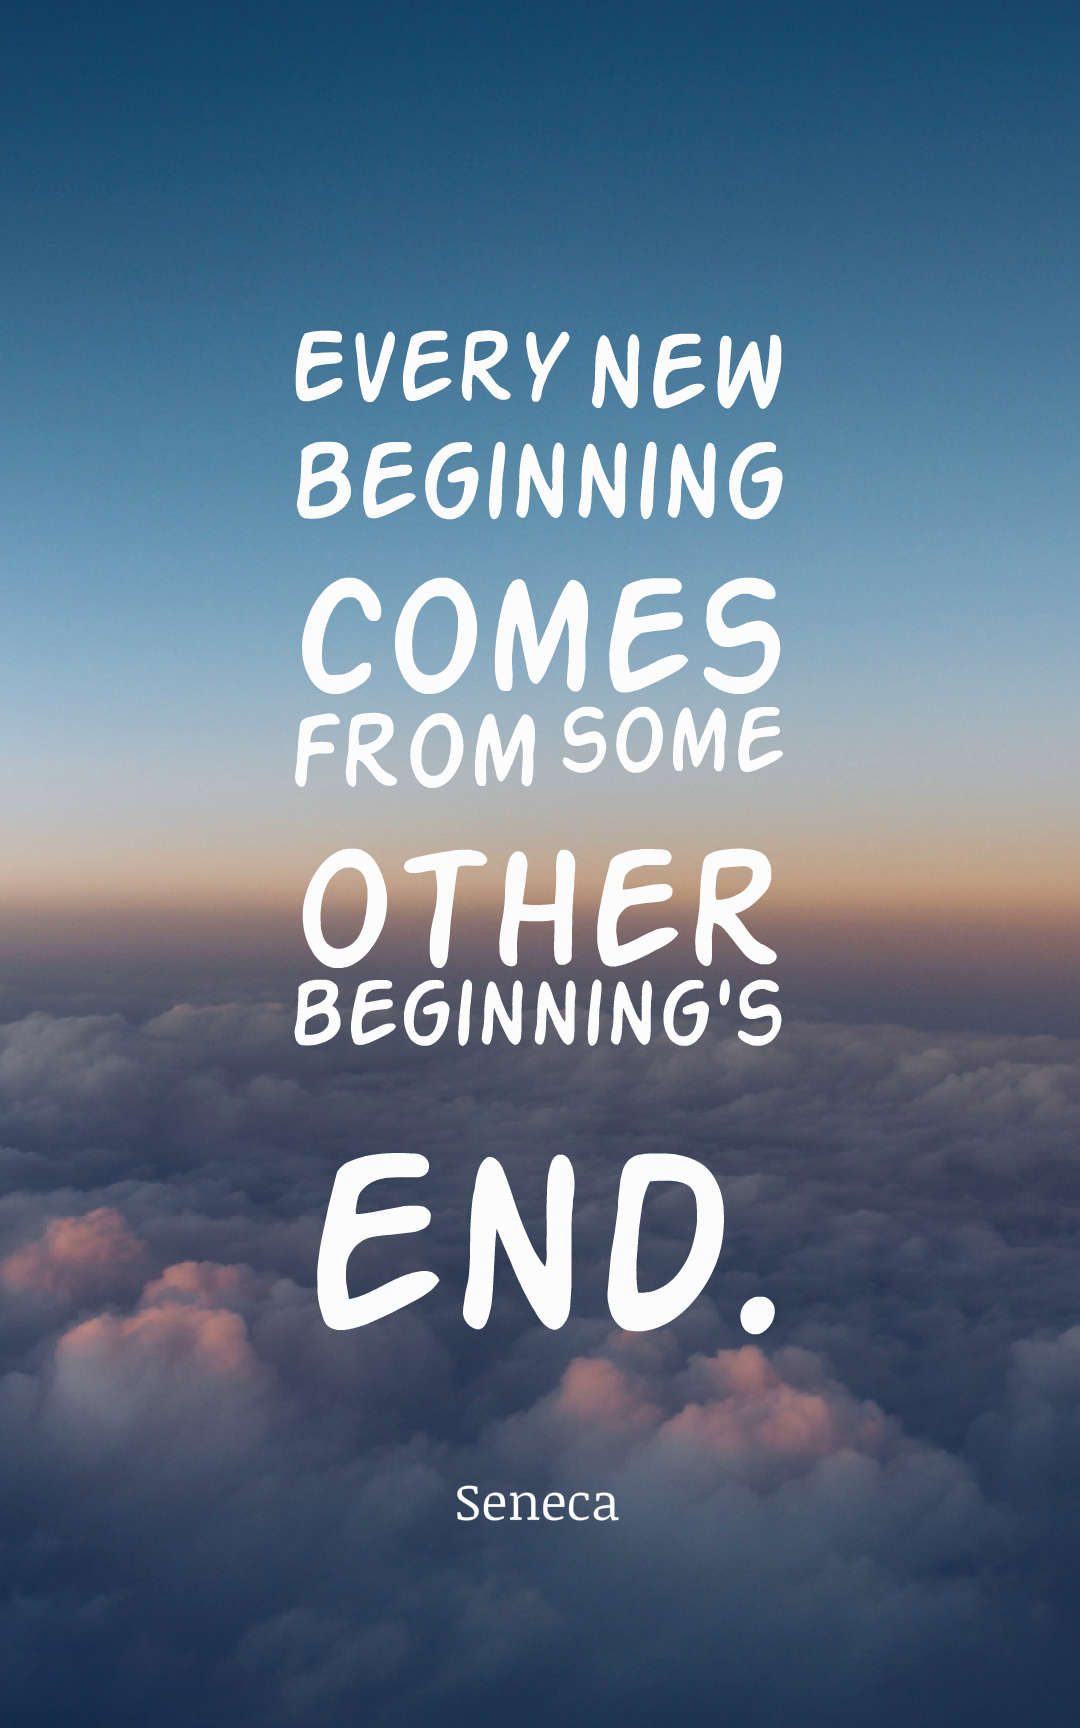 EVERY NEW
BEGINNING
COMES
FROM SOME
OTHER
BEGINNING'S
END.
Seneca